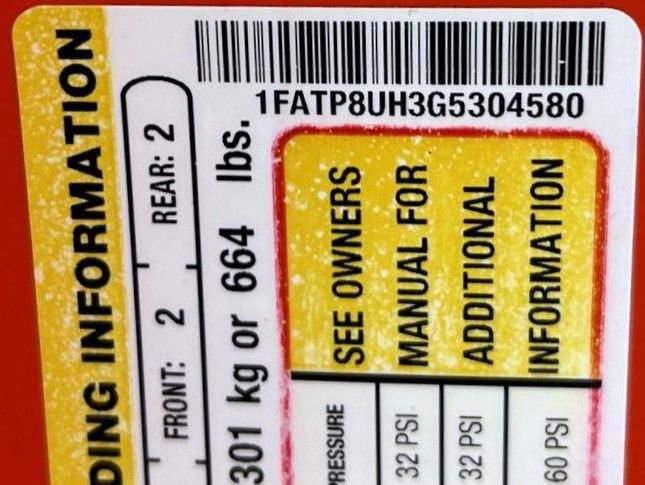 1FATP8UH3G5304580
DING INFORMATION
FRONT: 2 REAR: 2
301 kg or 664 lbs.
PRESSURE
32 PSI
32 PSI
60 PSI
SEE OWNERS
MANUAL FOR
ADDITIONAL
INFORMATION